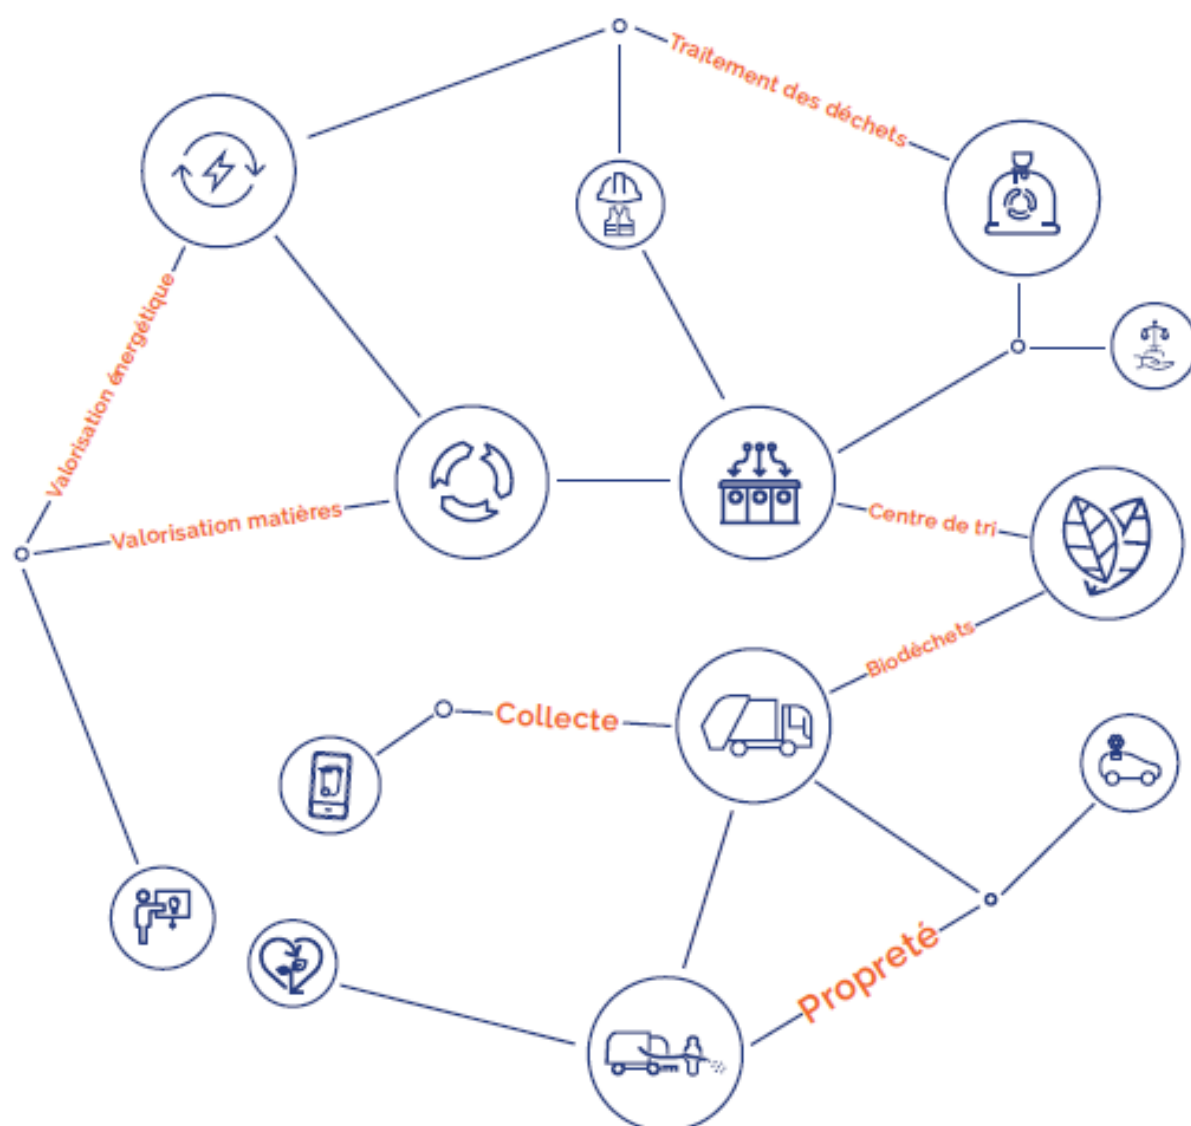 Traitement des déchets
Valorisation énergétique
Valorisation matières
Centre de tri
Biodéchets
Collecte
Propreté